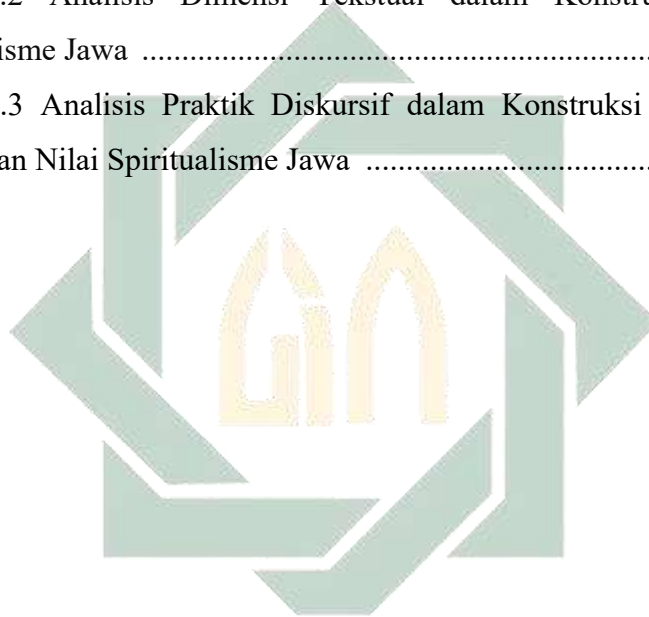 .2 Analisis Dimensi Tekstual dalam Konstru
isme Jawa ........................................................
.3 Analisis Praktik Diskursif dalam Konstruksi
an Nilai Spiritualisme Jawa ................................